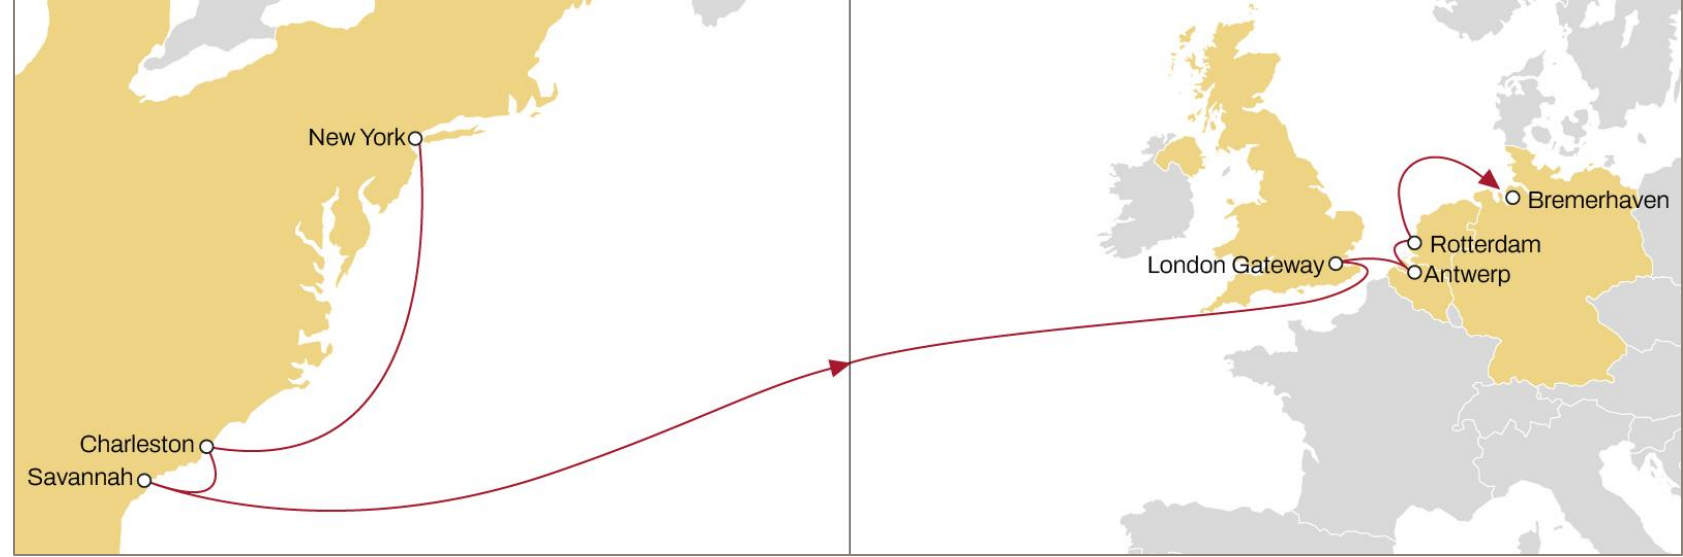 New York
Charleston
Savannah
London Gateway
Bremerhaven
Rotterdam
Antwerp